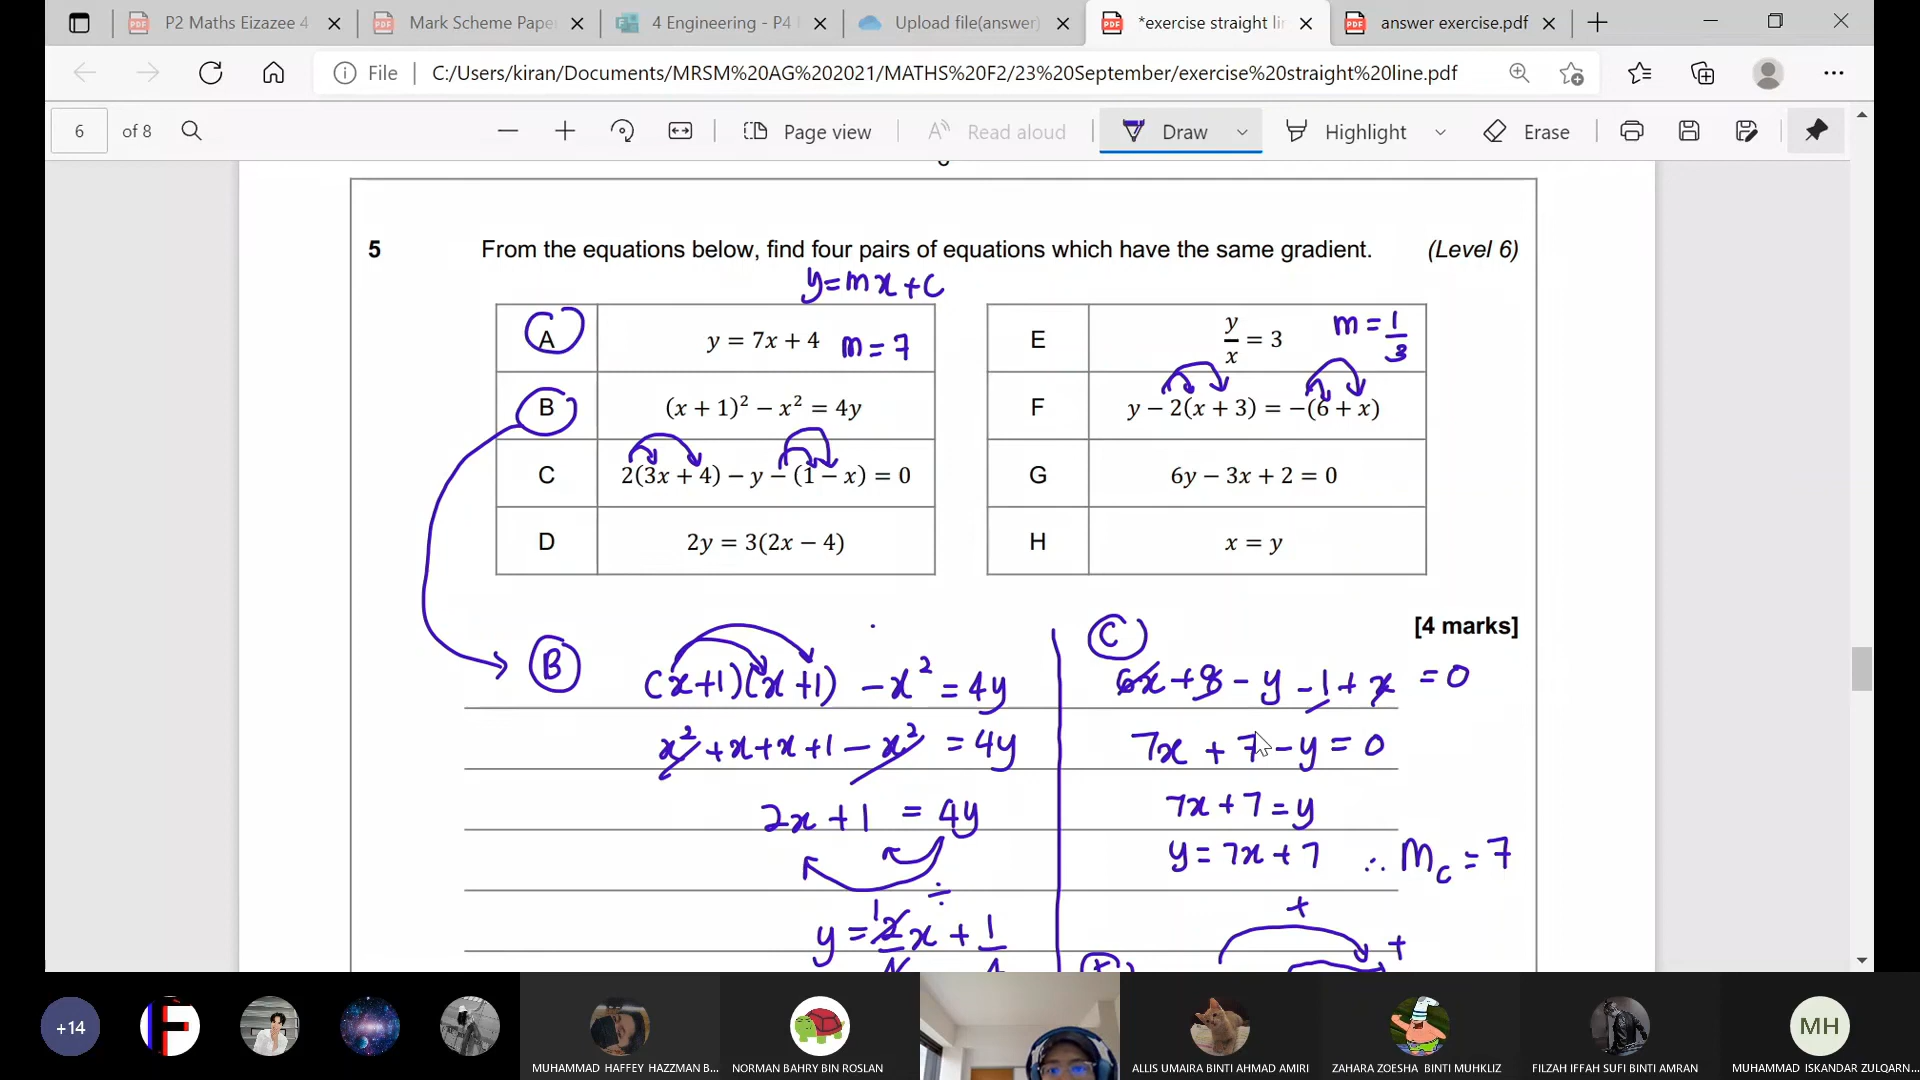 P2 Maths Eizazee 4
Mark Scheme Pape
4 Engineering - P4
Upload file(answer)
*exercise straight li
answer exercise.pdf
File
C:/Users/kiran/Documents/MRSM%20AG%202021/MATHS%20F2/23%20September/exercise%20straight%20line.pdf
6 of 8
Page view
Read aloud
Draw
Highlight
Erase
5 From the equations below, find four pairs of equations which have the same gradient. (Level 6)
y=mx+c
A y = 7x + 4 m=7
B (x + 1)² − x² = 4y
C 2(3x + 4) − y − (1 − x) = 0
D 2y = 3(2x − 4)
E y/x = 3 m=1/3
F y − 2(x + 3) = −(6 + x)
G 6y − 3x + 2 = 0
H x = y
[4 marks]
B (x+1)(x+1) −x² = 4y
x² + x + x + 1 − x² = 4y
2x + 1 = 4y
÷
C
6x + 8 − y − 1 + x = 0
7x + 7 − y = 0
7x + 7 = y
y = 7x + 7 ∴ Mc = 7
+
+
+14
F
MUHAMMAD HAFFEY HAZZMAN B...
NORMAN BAHRY BIN ROSLAN
ALLIS UMAIRA BINTI AHMAD AMIRI
ZAHARA ZOESHA BINTI MUHKLIZ
FILZAH IFFAH SUFI BINTI AMRAN
MH
MUHAMMAD ISKANDAR ZULQARN...